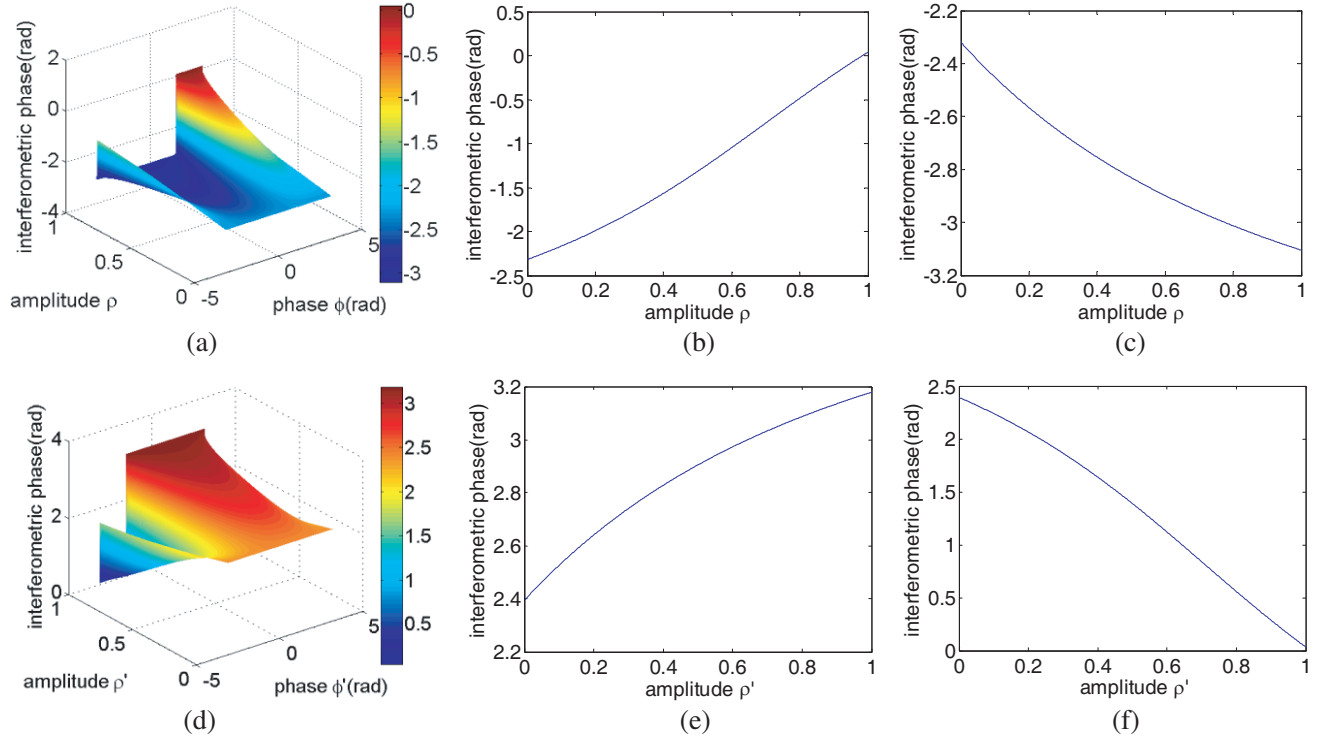 interferometric phase(rad)
2
0
-2
-4
1
0.5
0
-5
0
5
amplitude ρ
phase ϕ(rad)
0
-0.5
-1
-1.5
-2
-2.5
-3
(a)
interferometric phase(rad)
0.5
0
-0.5
-1
-1.5
-2
-2.5
0 0.2 0.4 0.6 0.8 1
amplitude ρ
(b)
interferometric phase(rad)
-2.2
-2.4
-2.6
-2.8
-3
-3.2
0 0.2 0.4 0.6 0.8 1
amplitude ρ
(c)
interferometric phase(rad)
4
2
0
1
0.5
0
-5
0
5
amplitude ρ'
phase ϕ'(rad)
3
2.5
2
1.5
1
0.5
(d)
interferometric phase(rad)
3.2
3
2.8
2.6
2.4
2.2
0 0.2 0.4 0.6 0.8 1
amplitude ρ'
(e)
interferometric phase(rad)
2.5
2
1.5
1
0.5
0
0 0.2 0.4 0.6 0.8 1
amplitude ρ'
(f)